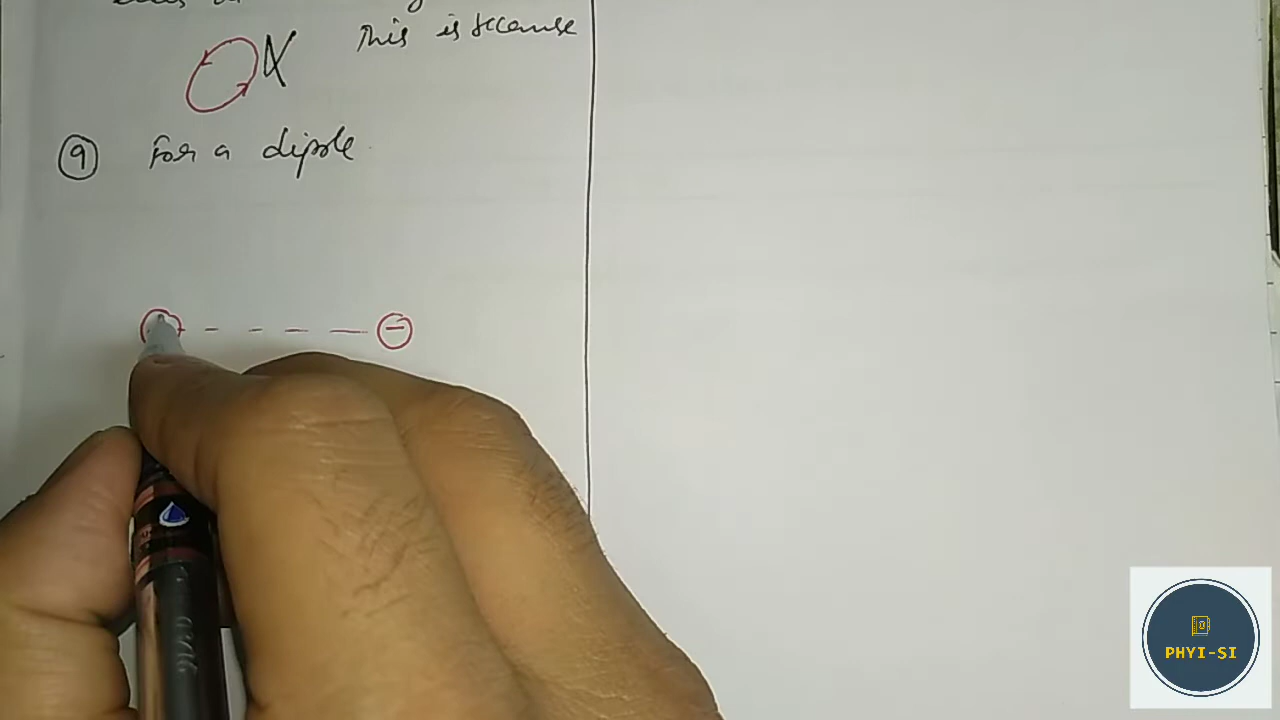 This is because
⑨ For a dipole
PHYI-SI